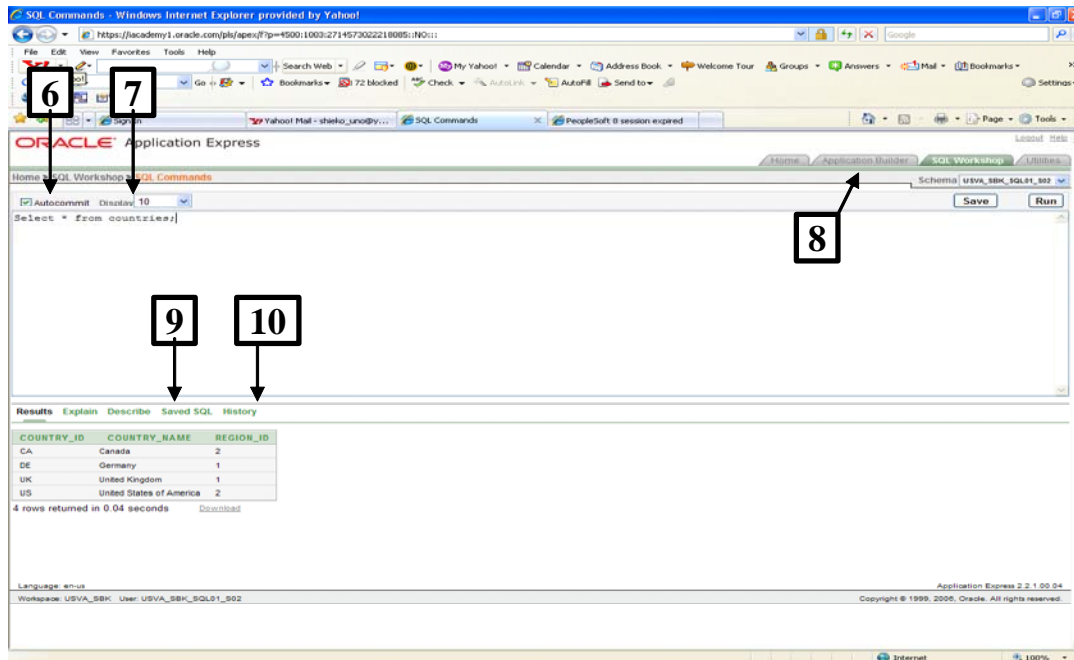 SQL Commands - Windows Internet Explorer provided by Yahoo!
https://iacademy1.oracle.com/pls/apex/f?p=4500:1003:2714573022218085::NO:::
Google
File Edit View Favorites Tools Help
Search Web My Yahoo! Calendar Address Book Welcome Tour Groups Answers Mail Bookmarks
Go Bookmarks 72 blocked Check AutoLink AutoFill Send to Settings
6 7
Yahoo! Mail - shieko_uno@y... SQL Commands PeopleSoft 8 session expired Page Tools
ORACLE Application Express
Logout Help
Home Application Builder SQL Workshop Utilities
Home > SQL Workshop > SQL Commands
Schema USVA_SBK_SQL01_S02
Autocommit Display 10 Save Run
Select * from countries;
8
9 10
Results Explain Describe Saved SQL History
COUNTRY_ID COUNTRY_NAME REGION_ID
CA Canada 2
DE Germany 1
UK United Kingdom 1
US United States of America 2
4 rows returned in 0.04 seconds Download
Language: en-us
Application Express 2.2.1.00.04
Workspace: USVA_SBK User: USVA_SBK_SQL01_S02
Copyright © 1999, 2006, Oracle. All rights reserved.
Internet 100%